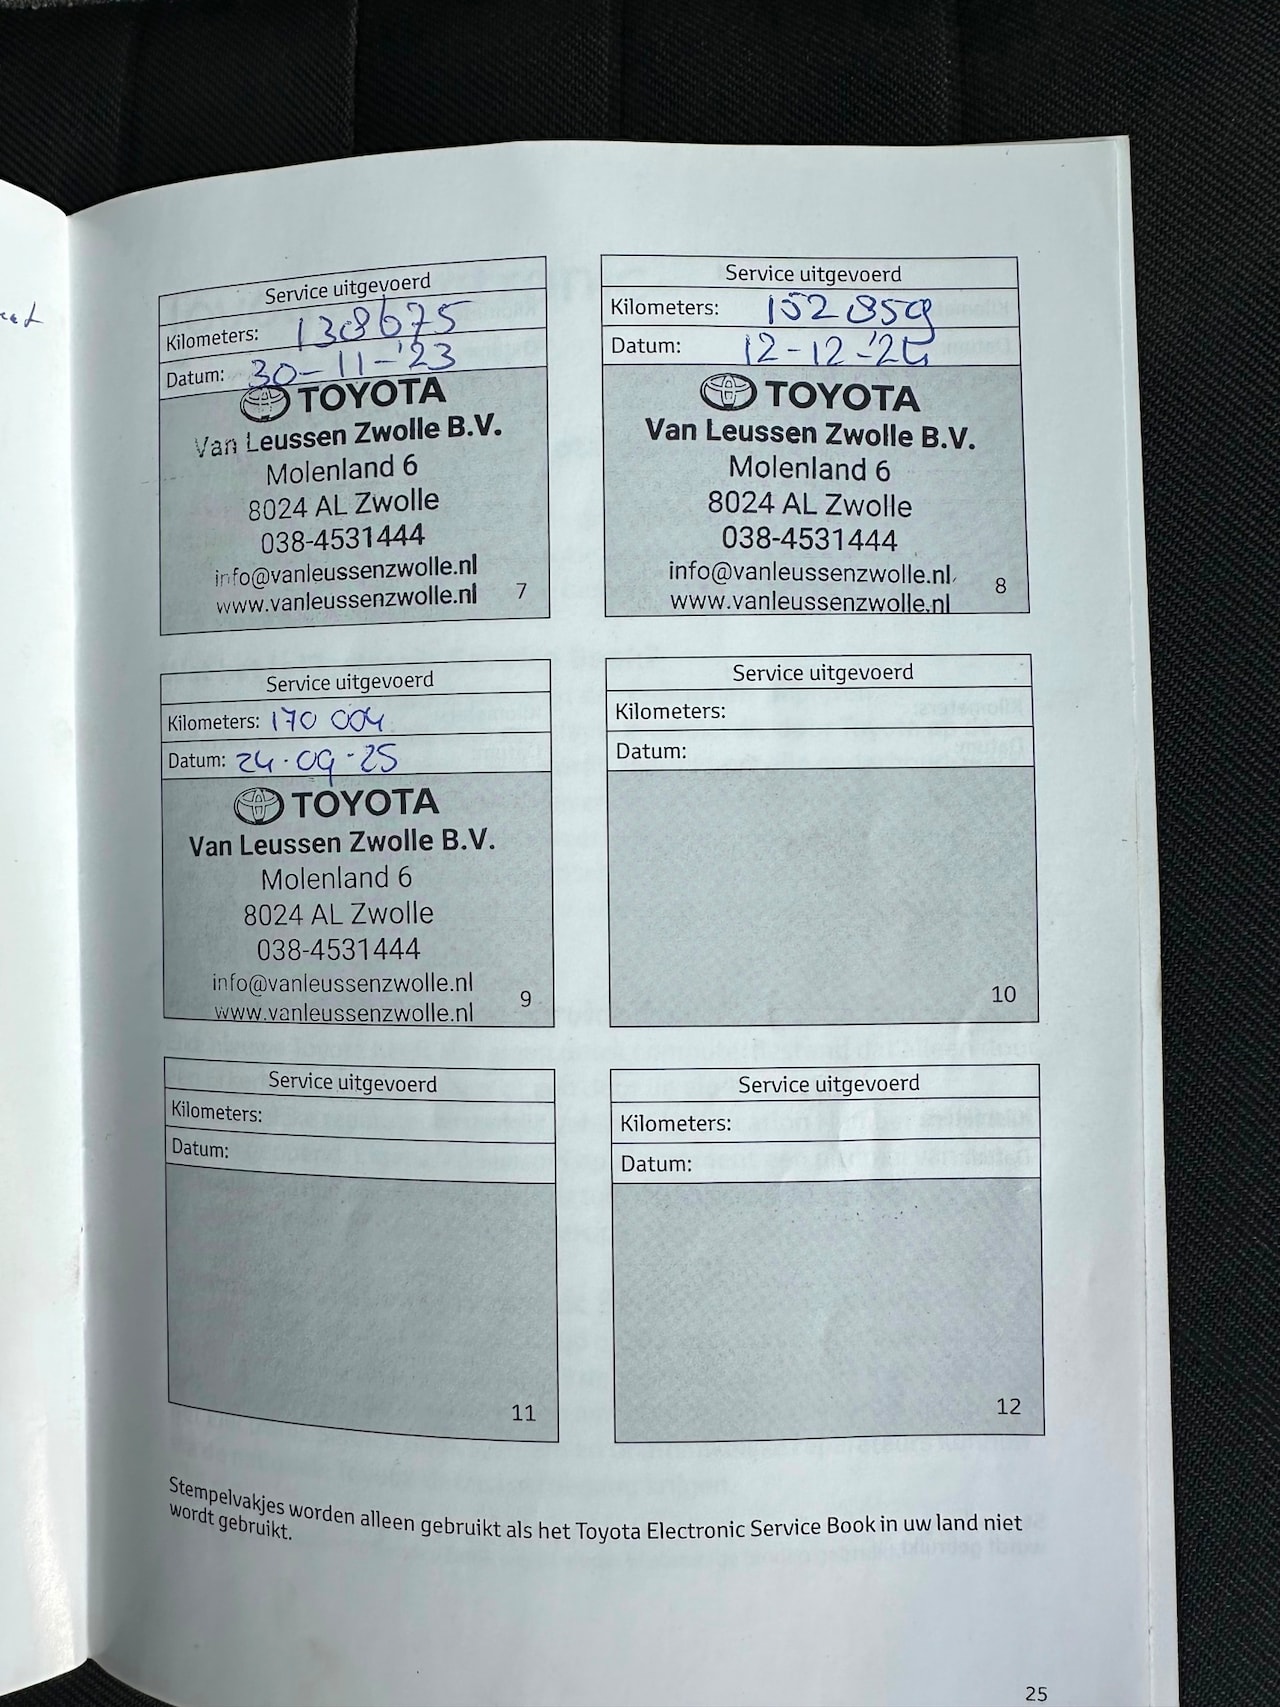 Service uitgevoerd
Kilometers: 138675
Datum: 30-11-'23
TOYOTA
Van Leussen Zwolle B.V.
Molenland 6
8024 AL Zwolle
038-4531444
info@vanleussenzwolle.nl
www.vanleussenzwolle.nl
7
Service uitgevoerd
Kilometers: 152859
Datum: 12-12-'24
TOYOTA
Van Leussen Zwolle B.V.
Molenland 6
8024 AL Zwolle
038-4531444
info@vanleussenzwolle.nl
www.vanleussenzwolle.nl
8
Service uitgevoerd
Kilometers: 170 004
Datum: 24-09-25
TOYOTA
Van Leussen Zwolle B.V.
Molenland 6
8024 AL Zwolle
038-4531444
info@vanleussenzwolle.nl
www.vanleussenzwolle.nl
9
Service uitgevoerd
Kilometers:
Datum:
10
Service uitgevoerd
Kilometers:
Datum:
11
Service uitgevoerd
Kilometers:
Datum:
12
Stempelvakjes worden alleen gebruikt als het Toyota Electronic Service Book in uw land niet
wordt gebruikt.
25